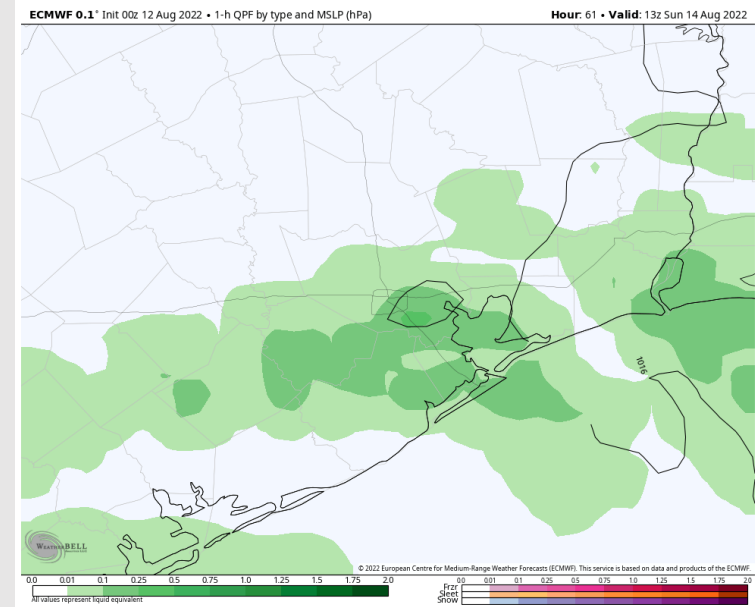 ECMWF 0.1° Init 00z 12 Aug 2022 • 1-h QPF by type and MSLP (hPa)
Hour: 61 • Valid: 13z Sun 14 Aug 2022
1016
WEATHERBELL
© 2022 European Centre for Medium-Range Weather Forecasts (ECMWF). This service is based on data and products of the ECMWF.
0.0 0.01 0.1 0.25 0.5 0.75 1.0 1.25 1.5 1.75 2.0
All values represent liquid equivalent
0.0 0.01 0.1 0.25 0.50 0.75 1.0 1.25 1.5 1.75 2.0
Frzr
Sleet
Snow